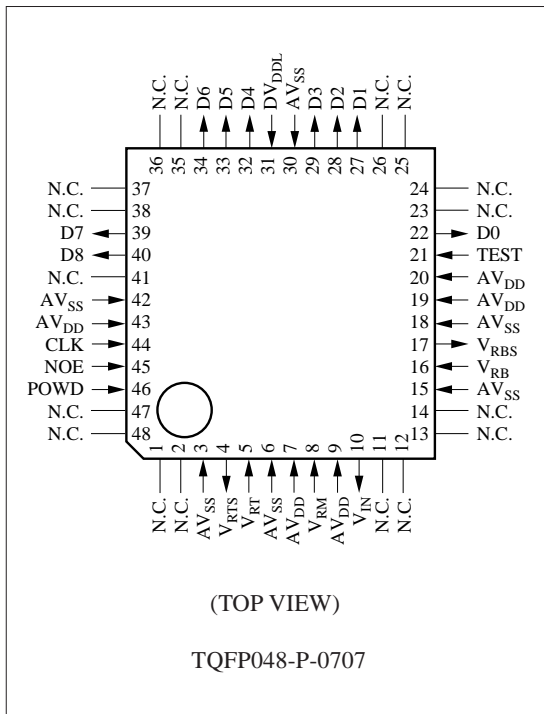 N.C. N.C. D6 D5 D4 DVDDL AVSS D3 D2 D1 N.C. N.C.
36 35 34 33 32 31 30 29 28 27 26 25
N.C. 37 24 N.C.
N.C. 38 23 N.C.
D7 39 22 D0
D8 40 21 TEST
N.C. 41 20 AVDD
AVSS 42 19 AVDD
AVDD 43 18 AVSS
CLK 44 17 VRBS
NOE 45 16 VRB
POWD 46 15 AVSS
N.C. 47 14 N.C.
N.C. 48 13 N.C.
1 2 3 4 5 6 7 8 9 10 11 12
N.C. N.C. AVSS VRTS VRT AVSS AVDD VRM AVDD VIN N.C. N.C.
(TOP VIEW)
TQFP048-P-0707